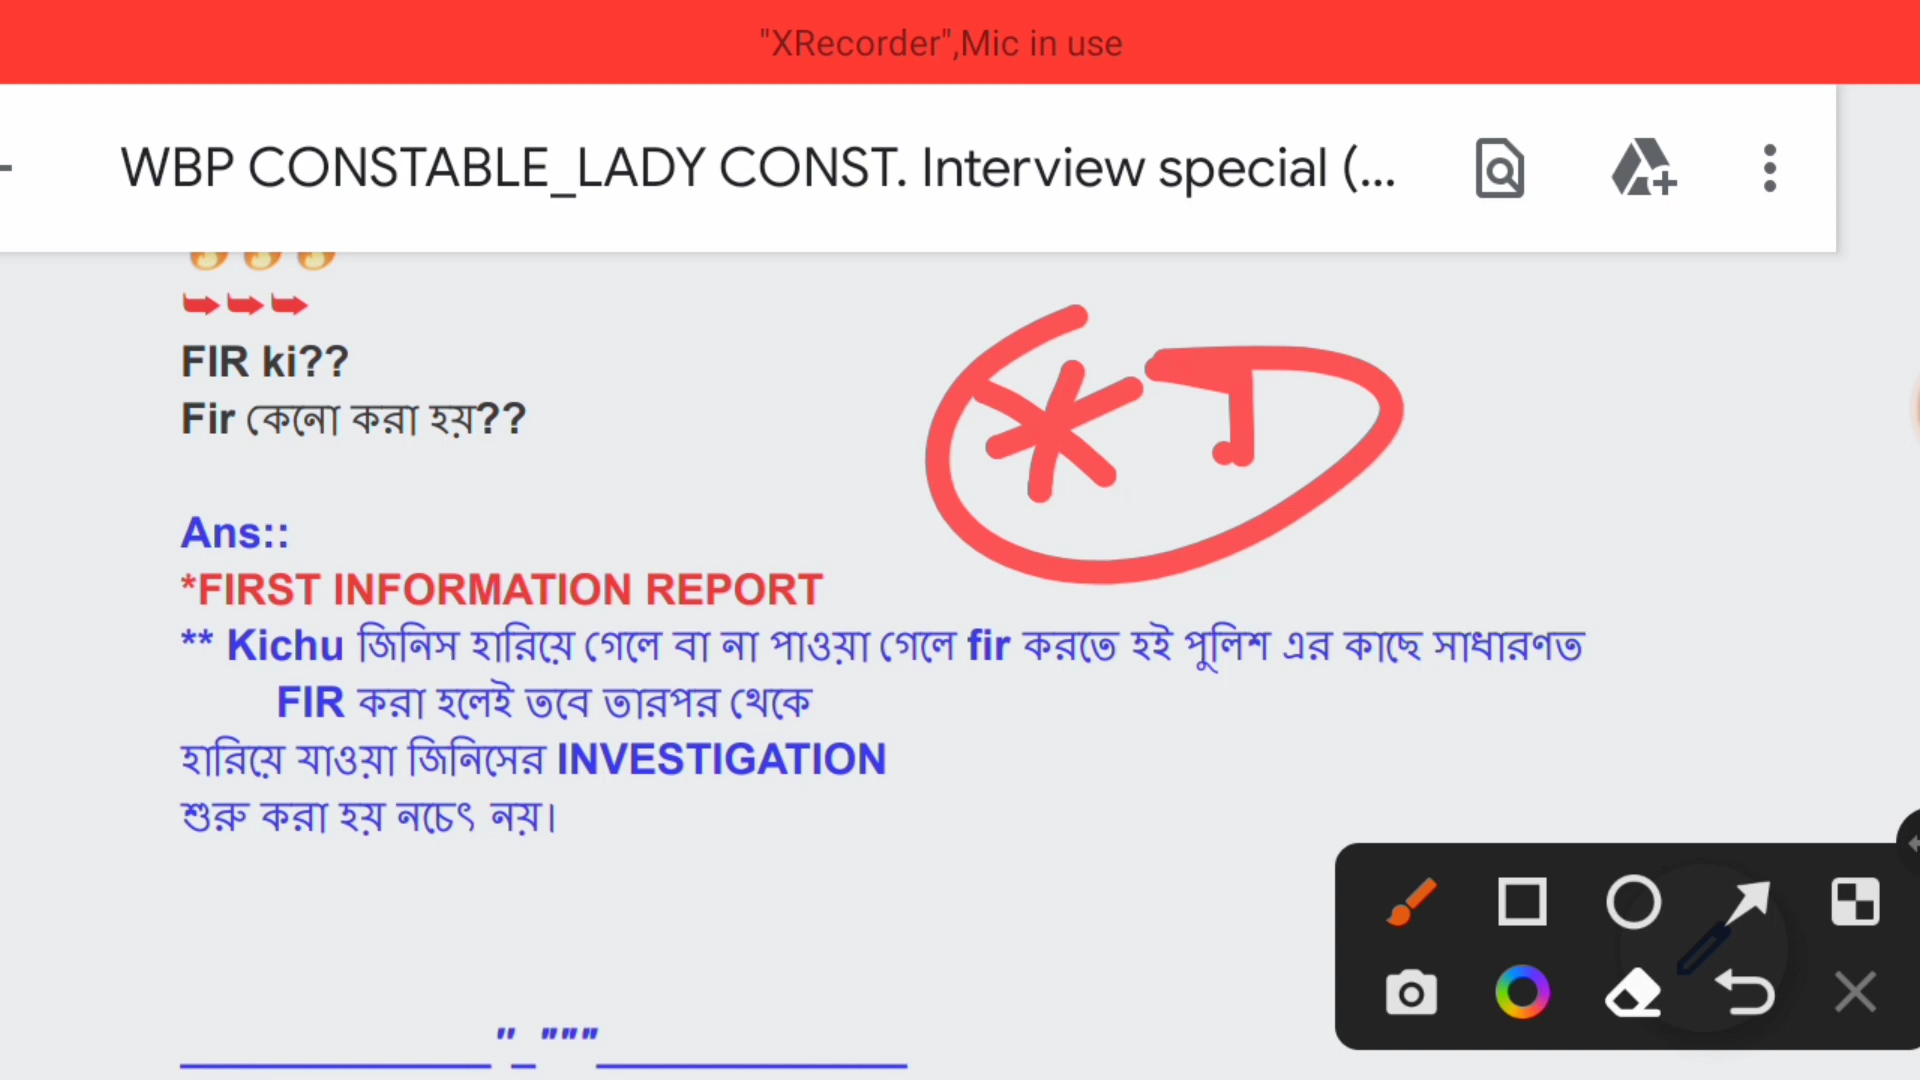 "XRecorder",Mic in use
WBP CONSTABLE_LADY CONST. Interview special (...
FIR ki??
Fir কেনো করা হয়??
Ans::
*FIRST INFORMATION REPORT
** Kichu জিনিস হারিয়ে গেলে বা না পাওয়া গেলে fir করতে হই পুলিশ এর কাছে সাধারণত
FIR করা হলেই তবে তারপর থেকে
হারিয়ে যাওয়া জিনিসের INVESTIGATION
শুরু করা হয় নচেৎ নয়।